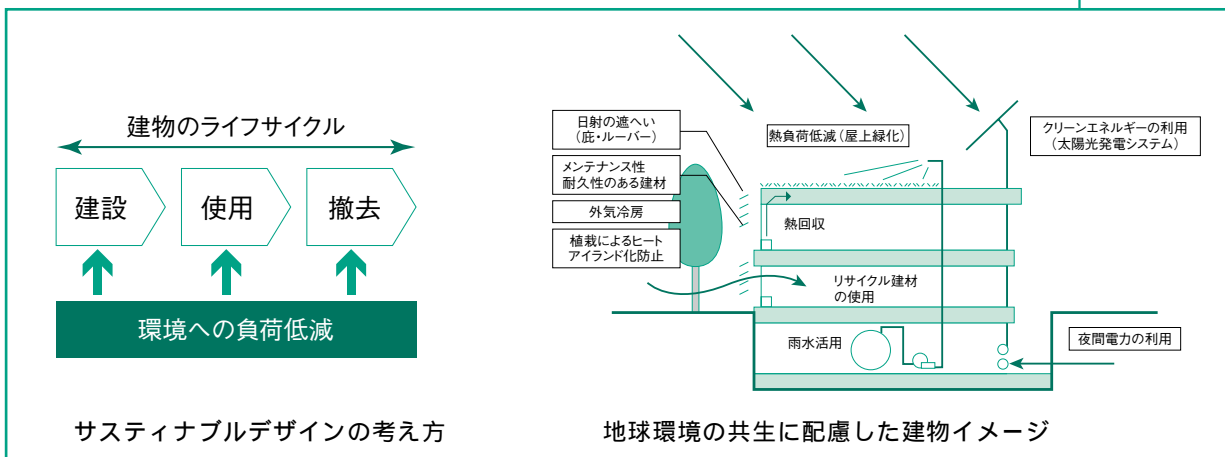 建物のライフサイクル
建設
使用
撤去
環境への負荷低減
サスティナブルデザインの考え方
日射の遮へい
(庇・ルーバー)
メンテナンス性
耐久性のある建材
外気冷房
植栽によるヒート
アイランド化防止
熱負荷低減(屋上緑化)
クリーンエネルギーの利用
(太陽光発電システム)
熱回収
リサイクル建材
の使用
雨水活用
夜間電力の利用
地球環境の共生に配慮した建物イメージ